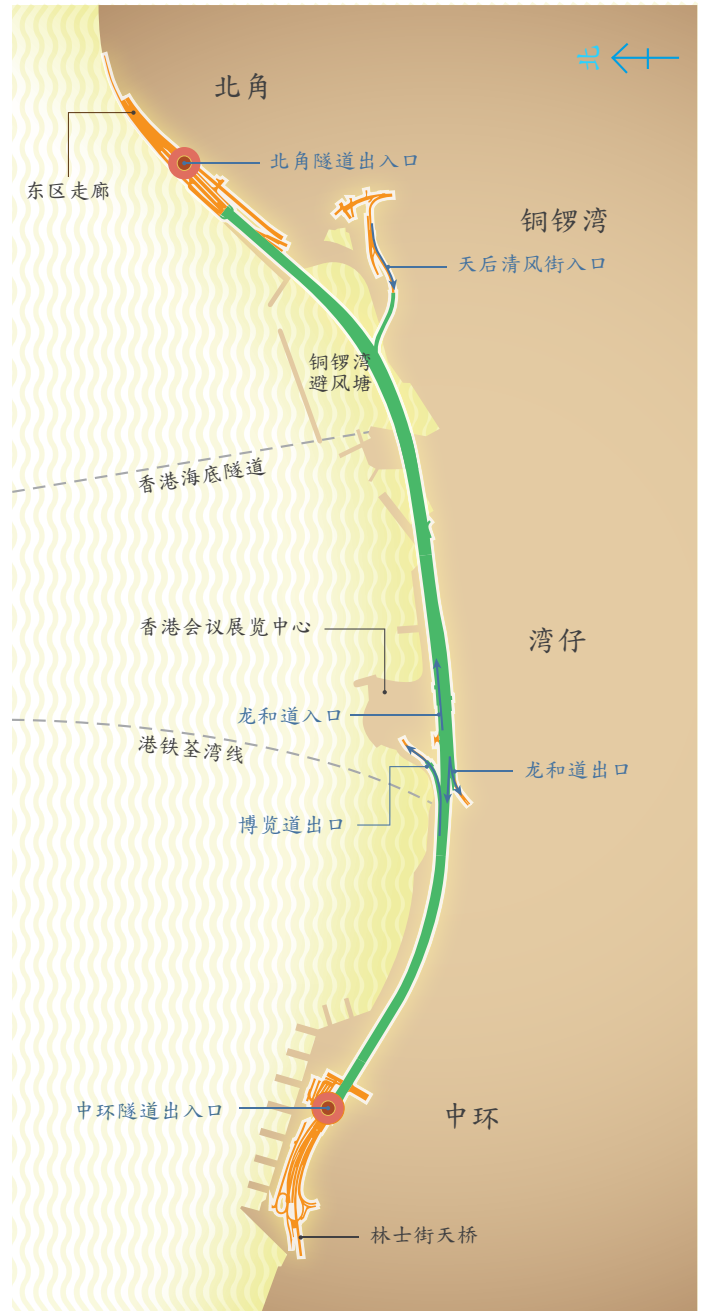 北
北角
北角隧道出入口
东区走廊
铜锣湾
天后清风街入口
铜锣湾
避风塘
香港海底隧道
香港会议展览中心
湾仔
龙和道入口
港铁荃湾线
龙和道出口
博览道出口
中环隧道出入口
中环
林士街天桥